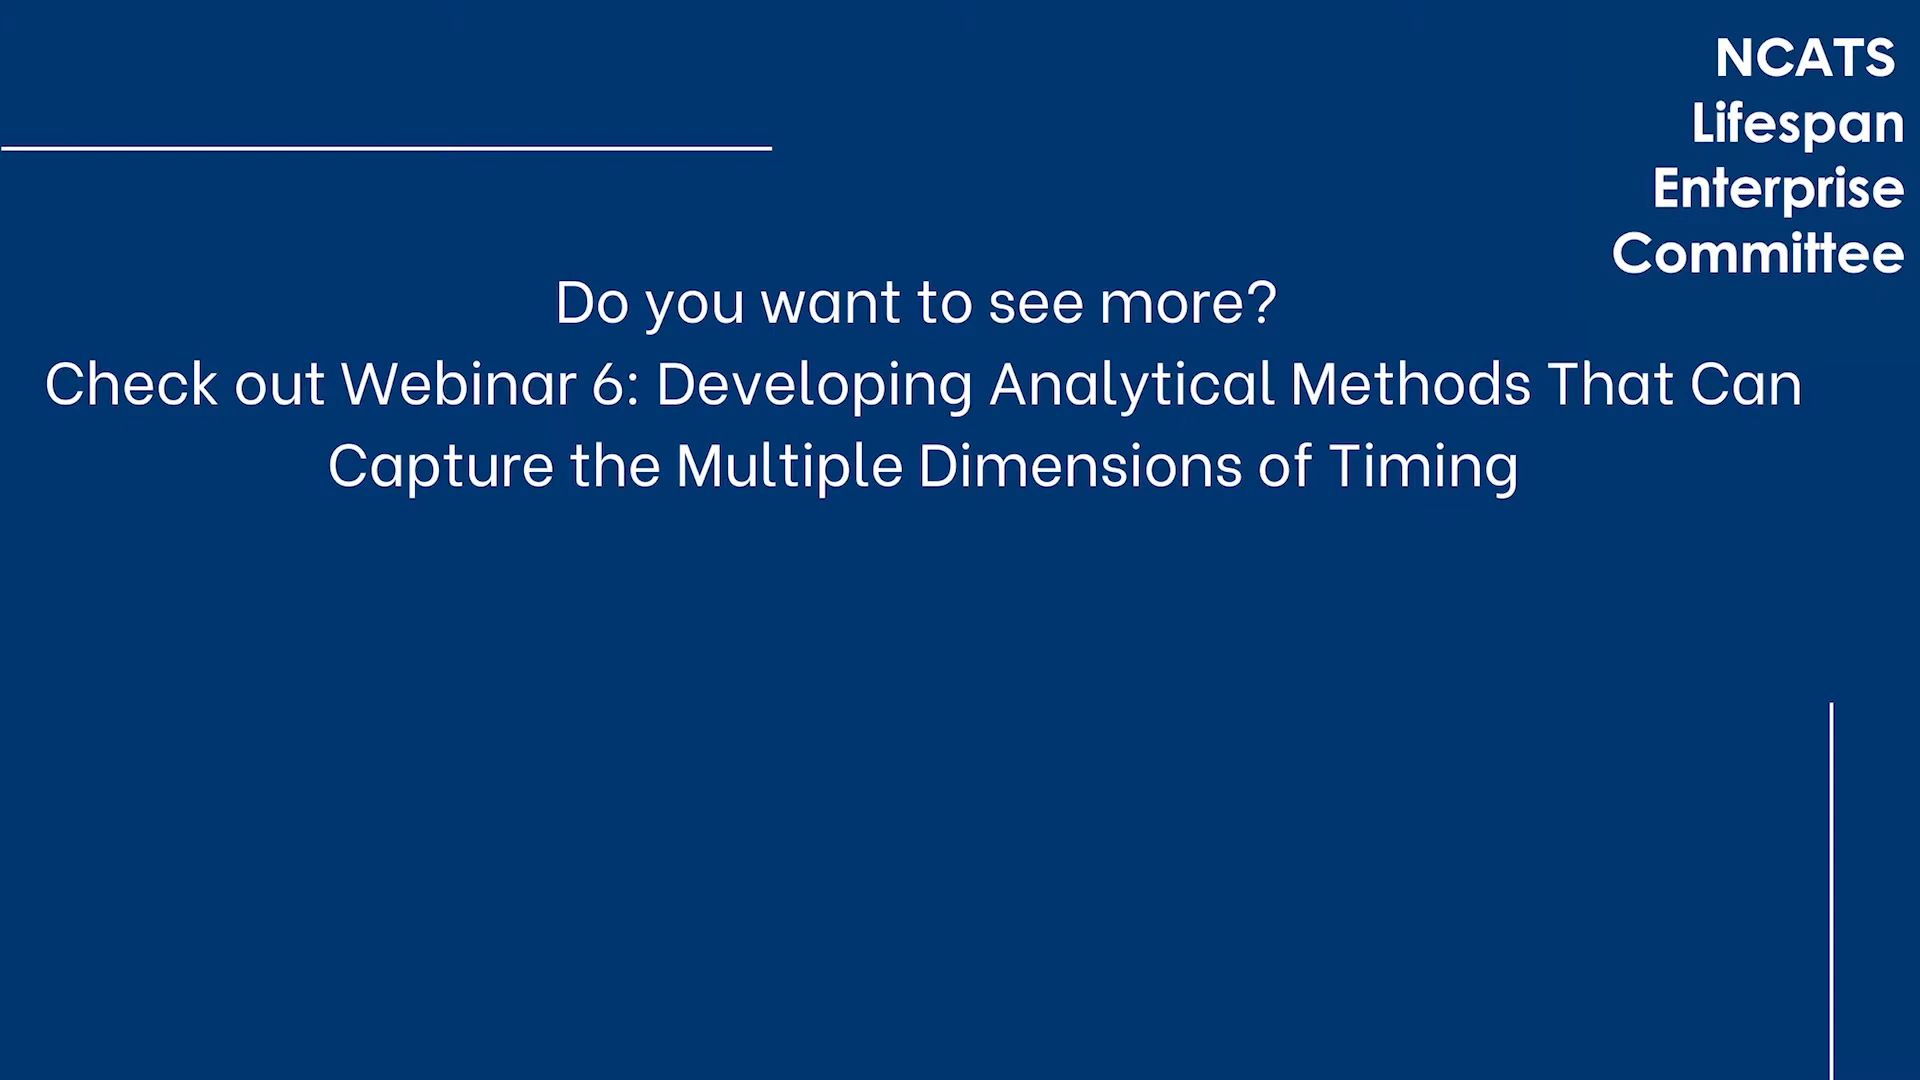 NCATS
Lifespan
Enterprise
Committee
Do you want to see more?
Check out Webinar 6: Developing Analytical Methods That Can
Capture the Multiple Dimensions of Timing